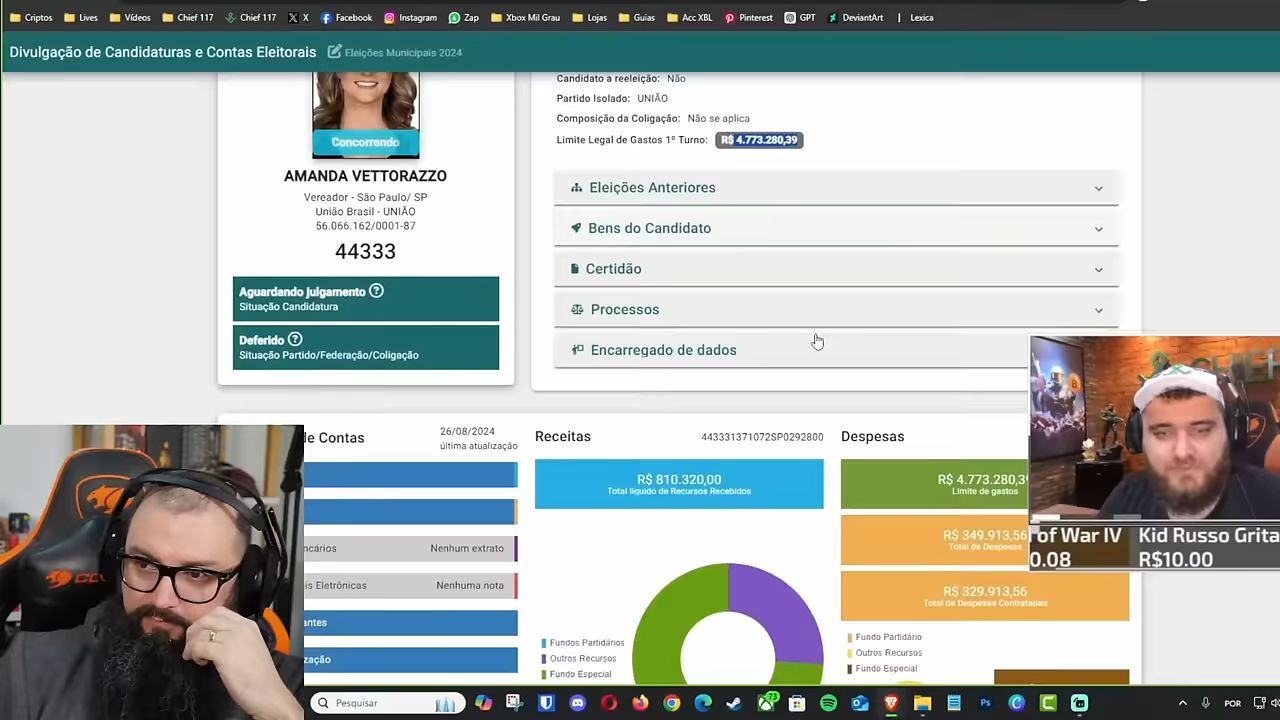 Criptos Lives Vídeos Chief 117 Chief 117 X Facebook Instagram Zap Xbox Mil Grau Lojas Guias Acc XBL Pinterest GPT DeviantArt | Lexica
Divulgação de Candidaturas e Contas Eleitorais Eleições Municipais 2024
Concorrendo
AMANDA VETTORAZZO
Vereador - São Paulo/ SP
União Brasil - UNIÃO
56.066.162/0001-87
44333
Aguardando julgamento ?
Situação Candidatura
Deferido ?
Situação Partido/Federação/Coligação
Candidato a reeleição: Não
Partido Isolado: UNIÃO
Composição da Coligação: Não se aplica
Limite Legal de Gastos 1º Turno: R$ 4.773.280,39
Eleições Anteriores
Bens do Candidato
Certidão
Processos
Encarregado de dados
de Contas
26/08/2024
última atualização
ncários Nenhum extrato
is Eletrônicas Nenhuma nota
antes
ização
Receitas 443331371072SP0292800
R$ 810.320,00
Total líquido de Recursos Recebidos
Fundos Partidários
Outros Recursos
Fundo Especial
Despesas
R$ 4.773.280,39
Limite de gastos
R$ 349.913,56
Total de Despesas
R$ 329.913,56
Total de Despesas Contratadas
Fundo Partidário
Outros Recursos
Fundo Especial
CHIEF
of War IV Kid Russo Grita
0.08 R$10.00
Pesquisar
73
POR